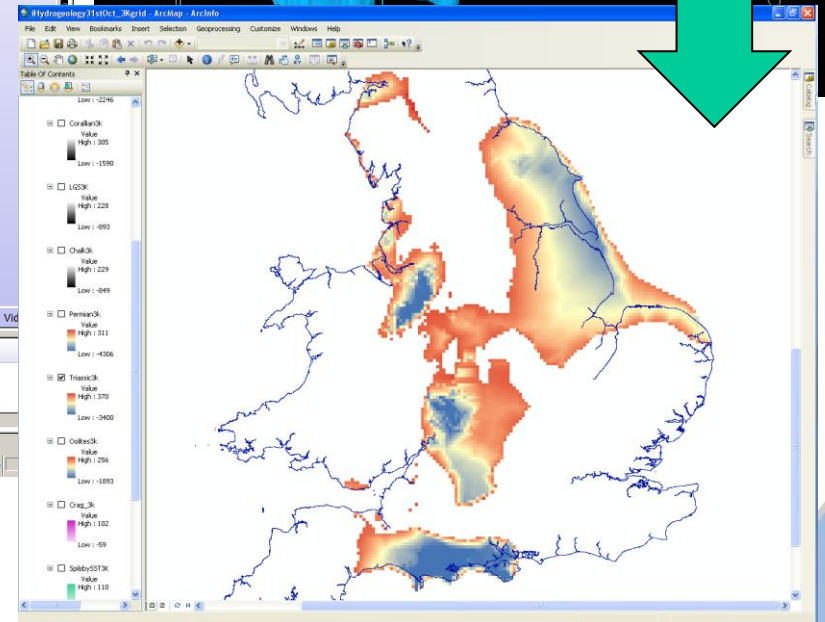 iHydrogeology31stOct_3Kgrid - ArcMap - ArcInfo
File Edit View Bookmarks Insert Selection Geoprocessing Customize Windows Help
Table Of Contents
Low : -2246
Corallian3k
Value
High : 305
Low : -1590
LGS3K
Value
High : 228
Low : -893
Chalk3k
Value
High : 229
Low : -849
Permian3k
Value
High : 311
Low : -4306
Triassic3k
Value
High : 370
Low : -3400
Oolites3k
Value
High : 256
Low : -1893
Crag_3k
Value
High : 102
Low : -59
SpilsbySST3K
Value
High : 110
Catalog
Search
Vid